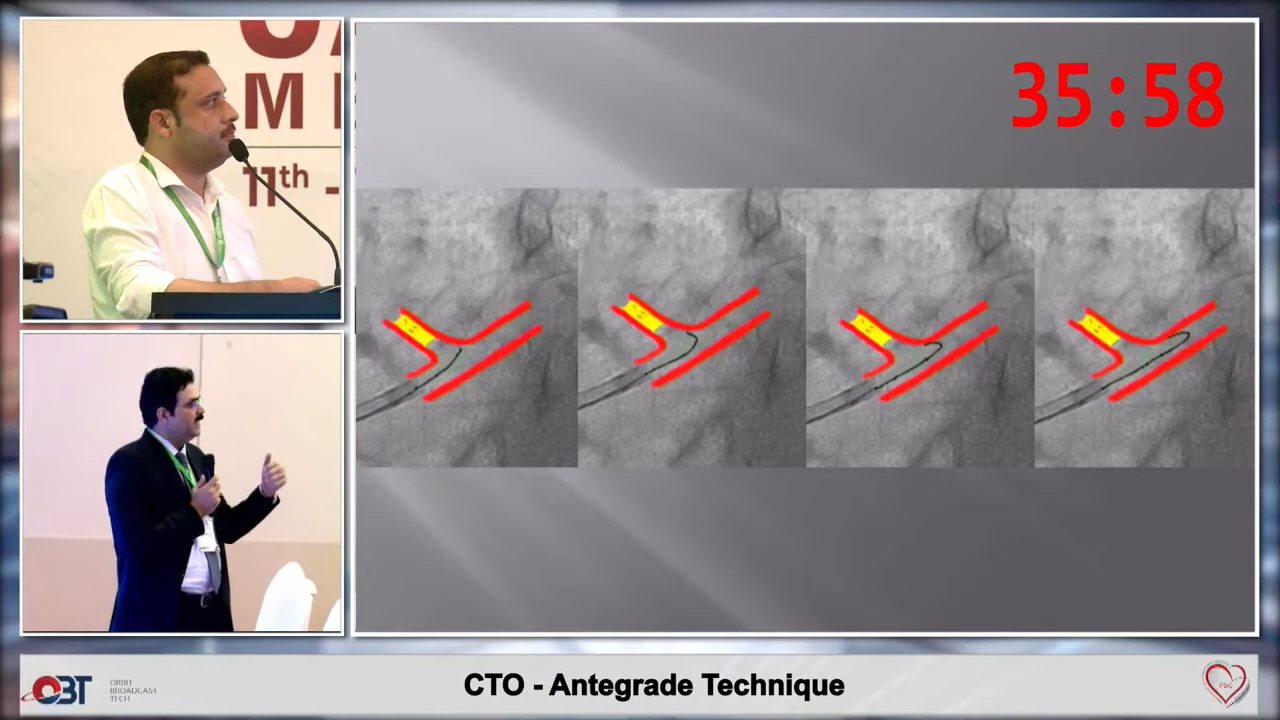 M
11th -
35:58
OBT
ORBIT
BROADCAST
TECH
CTO - Antegrade Technique